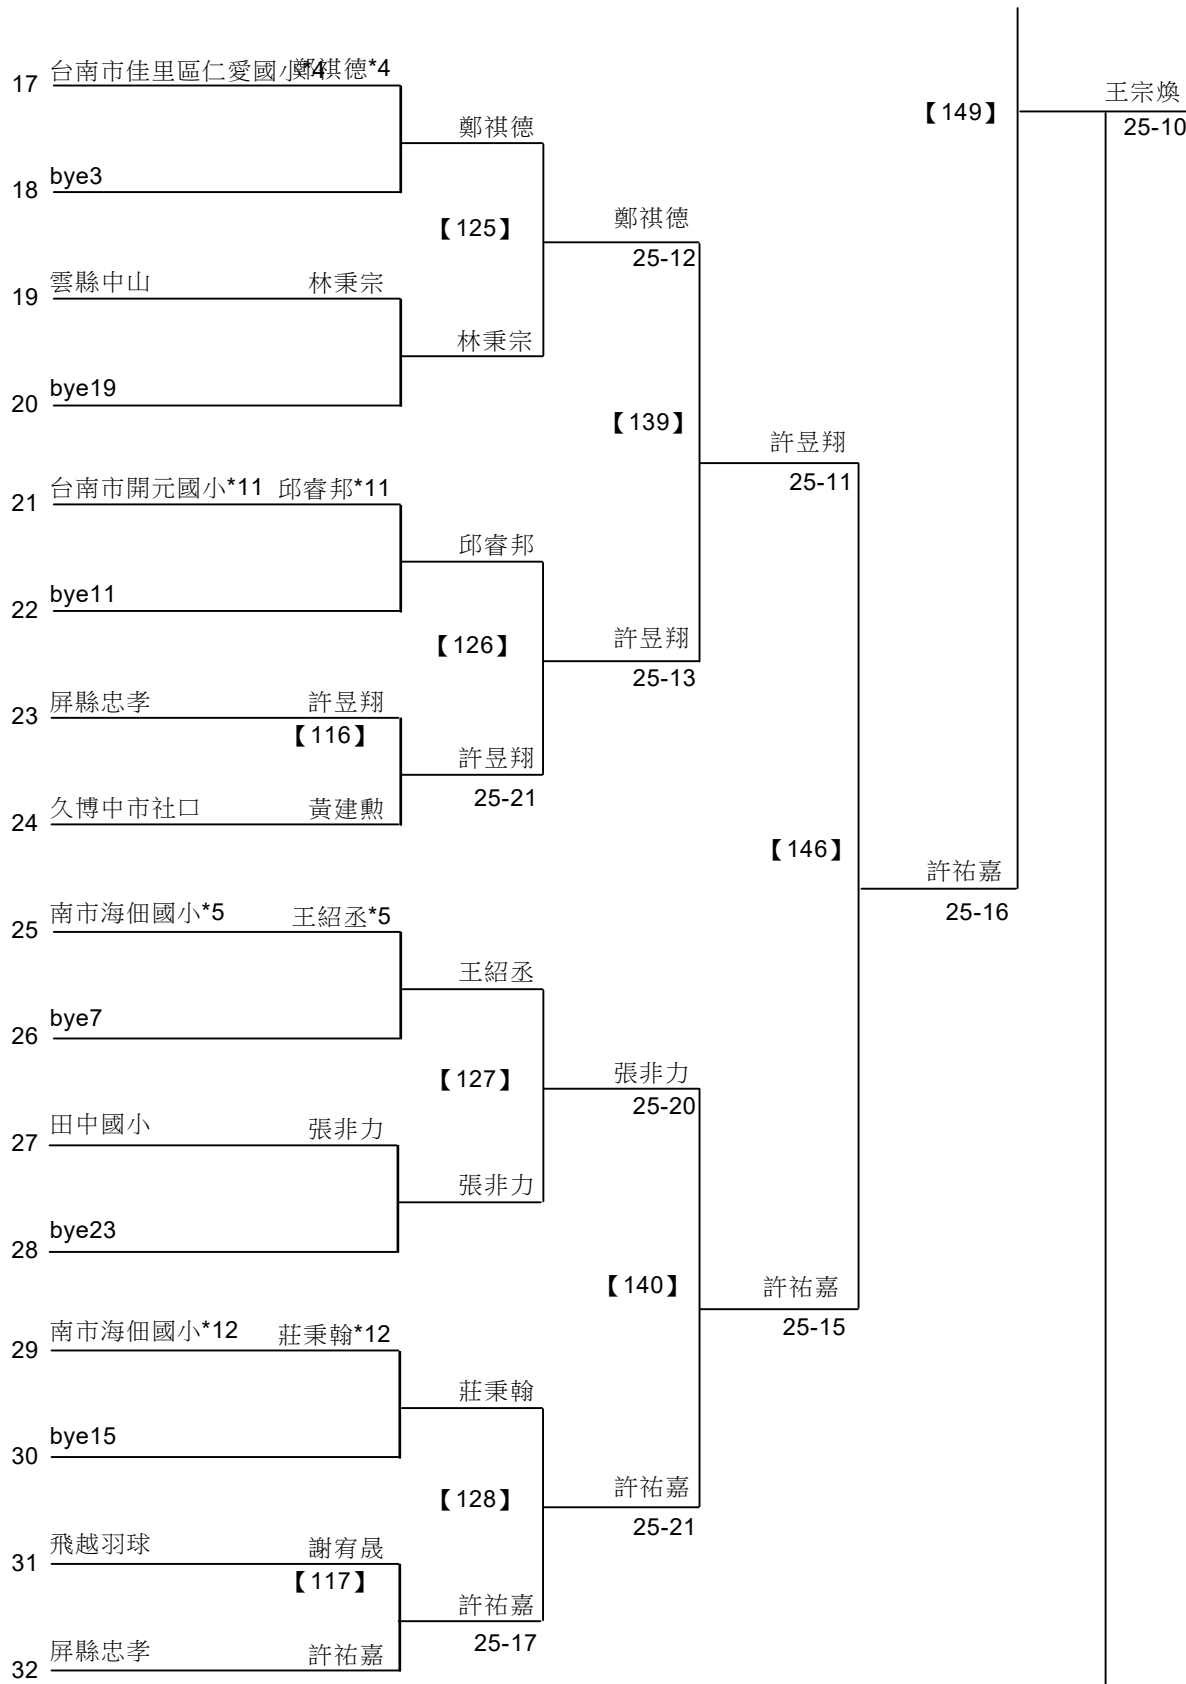 17 台南市佳里區仁愛國小*4 鄭祺德*4
鄭祺德
18 bye3
【125】
鄭祺德
25-12
19 雲縣中山 林秉宗
林秉宗
20 bye19
【139】
許昱翔
25-11
21 台南市開元國小*11 邱睿邦*11
邱睿邦
22 bye11
【126】
許昱翔
25-13
23 屏縣忠孝 許昱翔
【116】
許昱翔
25-21
24 久博中市社口 黃建勳
【146】
許祐嘉
25-16
25 南市海佃國小*5 王紹丞*5
王紹丞
26 bye7
【127】
張非力
25-20
27 田中國小 張非力
張非力
28 bye23
【140】
許祐嘉
25-15
29 南市海佃國小*12 莊秉翰*12
莊秉翰
30 bye15
【128】
許祐嘉
25-21
31 飛越羽球 謝宥晟
【117】
許祐嘉
25-17
32 屏縣忠孝 許祐嘉
【149】
王宗煥
25-10